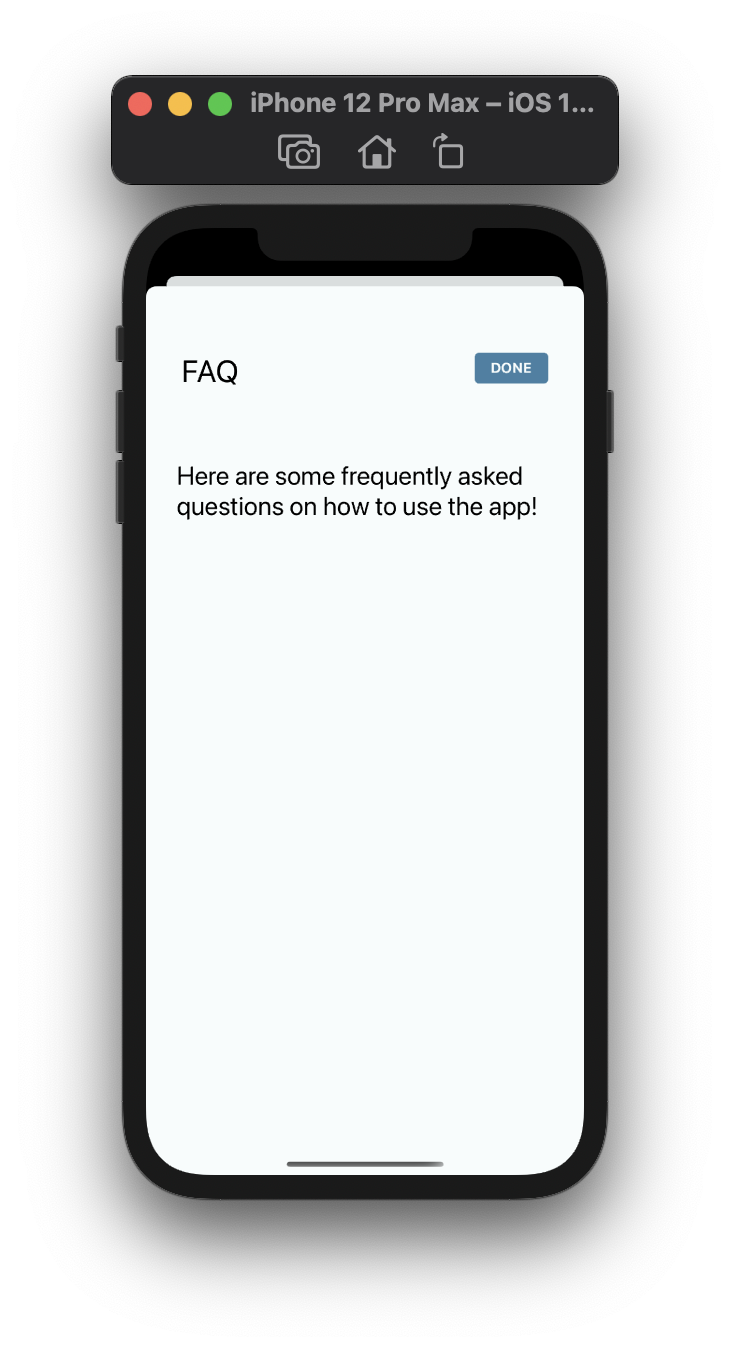 iPhone 12 Pro Max – iOS 1...
FAQ
DONE
Here are some frequently asked
questions on how to use the app!